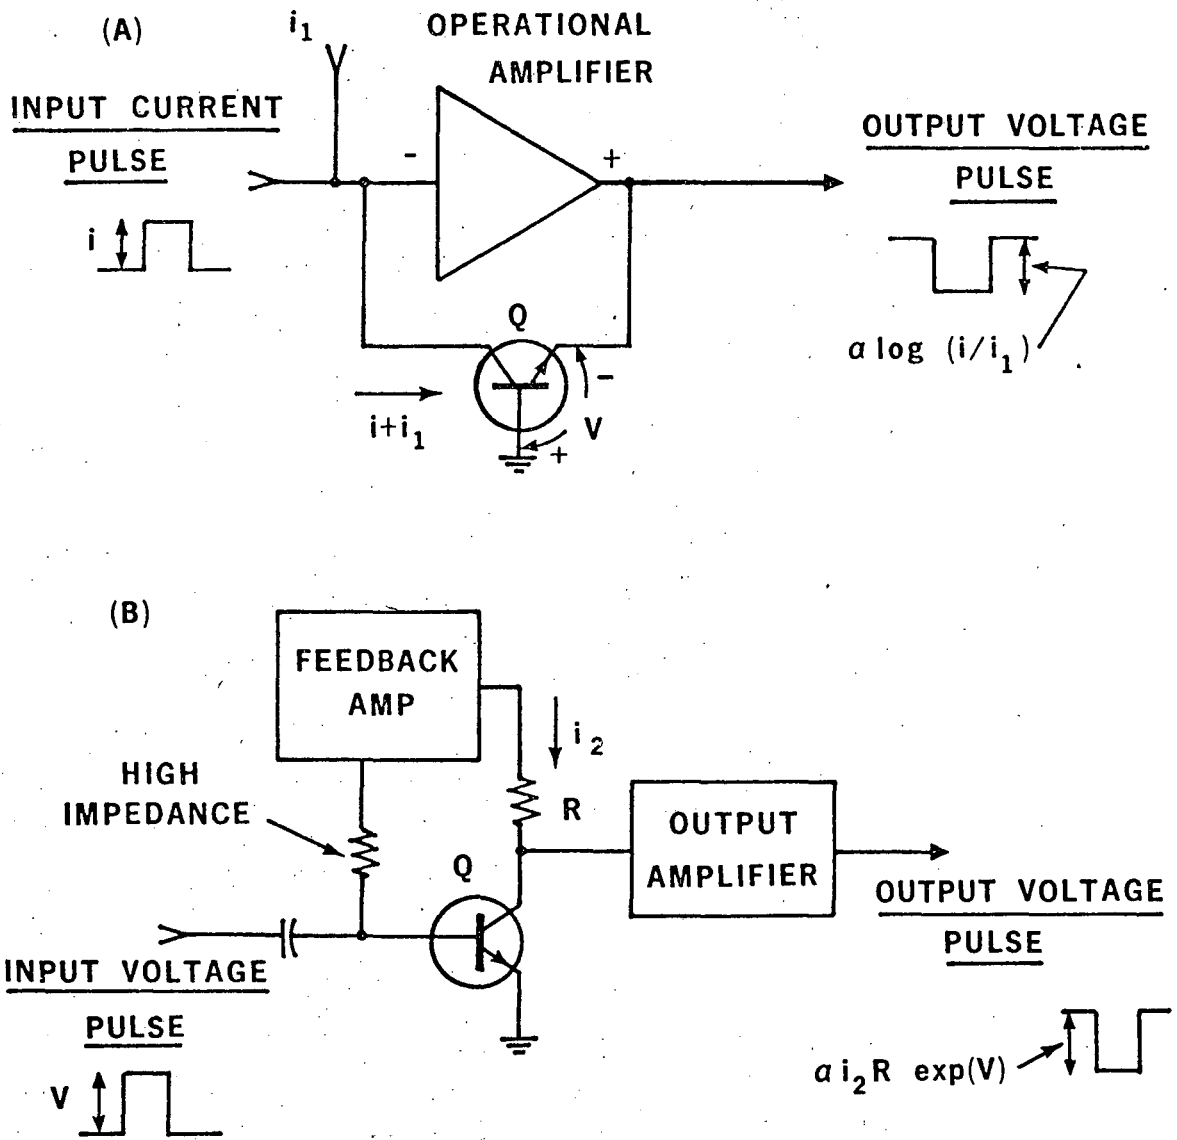 (A)
i₁
OPERATIONAL
AMPLIFIER
INPUT CURRENT
PULSE
i
-
+
OUTPUT VOLTAGE
PULSE
α log (i/i₁)
Q
i+i₁
-
V
+
(B)
FEEDBACK
AMP
i₂
HIGH
IMPEDANCE
R
Q
OUTPUT
AMPLIFIER
OUTPUT VOLTAGE
PULSE
INPUT VOLTAGE
PULSE
V
α i₂R exp(V)